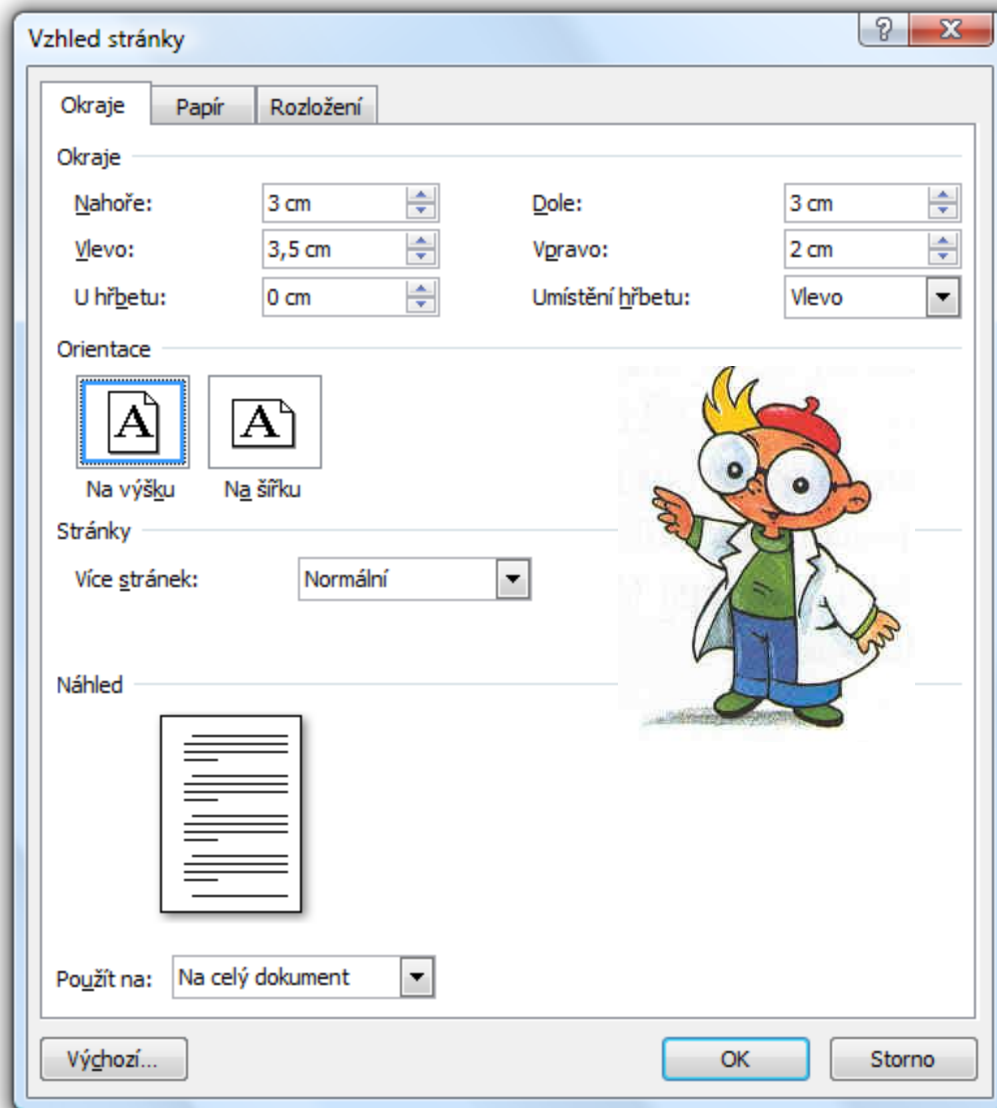 Vzhled stránky
Okraje Papír Rozložení
Okraje
Nahoře: 3 cm Dole: 3 cm
Vlevo: 3,5 cm Vpravo: 2 cm
U hřbetu: 0 cm Umístění hřbetu: Vlevo
Orientace
A A
Na výšku Na šířku
Stránky
Více stránek: Normální
Náhled
Použít na: Na celý dokument
Výchozí... OK Storno